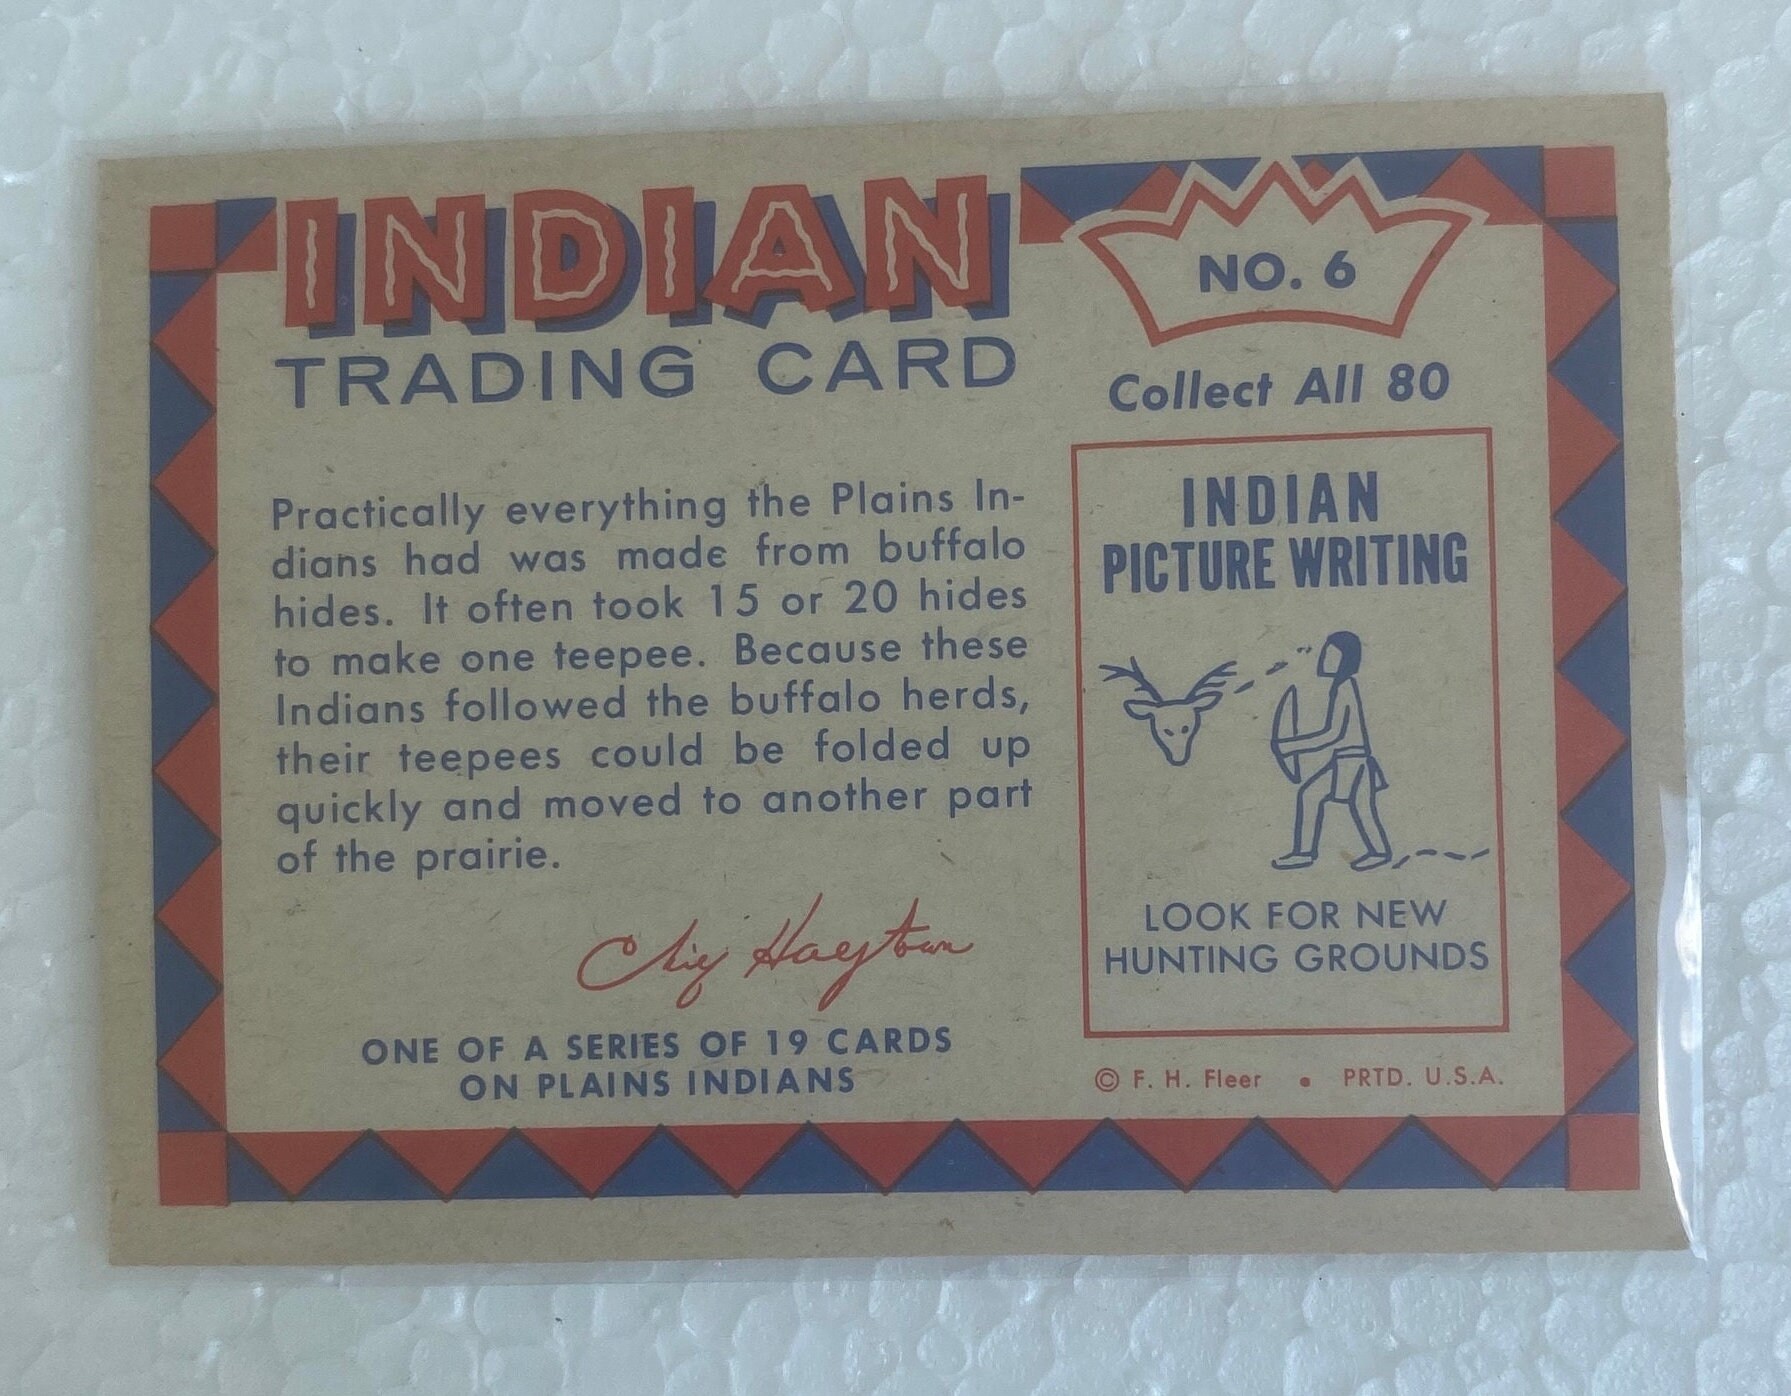 INDIAN
TRADING CARD
NO. 6
Collect All 80
Practically everything the Plains In-
dians had was made from buffalo
hides. It often took 15 or 20 hides
to make one teepee. Because these
Indians followed the buffalo herds,
their teepees could be folded up
quickly and moved to another part
of the prairie.
Chief
ONE OF A SERIES OF 19 CARDS
ON PLAINS INDIANS
INDIAN
PICTURE WRITING
LOOK FOR NEW
HUNTING GROUNDS
© F. H. Fleer • PRTD. U.S.A.